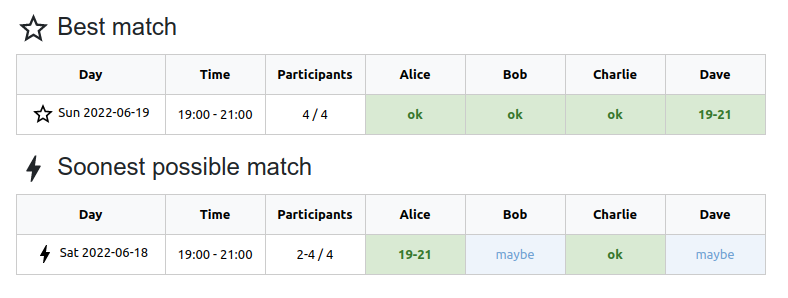 Best match
Day Time Participants Alice Bob Charlie Dave
Sun 2022-06-19 19:00 - 21:00 4 / 4 ok ok ok 19-21
Soonest possible match
Day Time Participants Alice Bob Charlie Dave
Sat 2022-06-18 19:00 - 21:00 2-4 / 4 19-21 maybe ok maybe